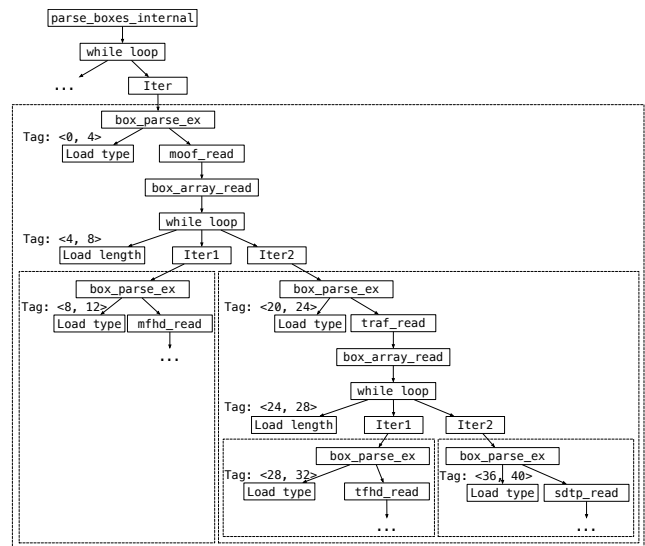 parse_boxes_internal
while loop
...
Iter
box_parse_ex
Tag: <0, 4>
Load type
moof_read
box_array_read
while loop
Tag: <4, 8>
Load length
Iter1
Iter2
box_parse_ex
Tag: <8, 12>
Load type
mfhd_read
...
box_parse_ex
Tag: <20, 24>
Load type
traf_read
box_array_read
while loop
Tag: <24, 28>
Load length
Iter1
Iter2
box_parse_ex
Tag: <28, 32>
Load type
tfhd_read
...
box_parse_ex
Tag: <36, 40>
Load type
sdtp_read
...